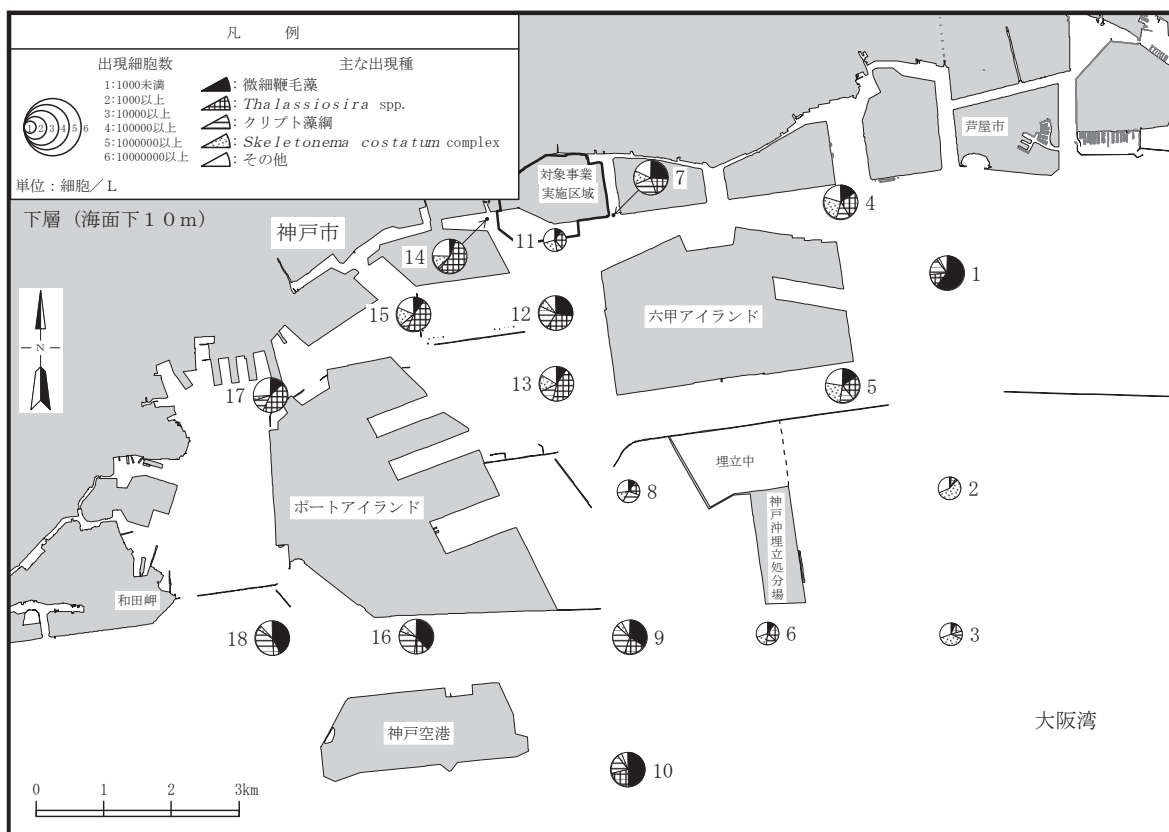 凡　　例
出現細胞数
1:1000未満
2:1000以上
3:10000以上
4:100000以上
5:1000000以上
6:10000000以上
1 2 3 4 5 6
単位：細胞／L
主な出現種
：微細鞭毛藻
：Thalassiosira spp.
：クリプト藻綱
：Skeletonema costatum complex
：その他
下層（海面下10m）
芦屋市
対象事業
実施区域
7
4
神戸市
11
14
1
15
12
六甲アイランド
N
13
5
17
埋立中
8
2
ポートアイランド
神戸沖埋立処分場
和田岬
18
16
9
6
3
大阪湾
神戸空港
10
0 1 2 3km